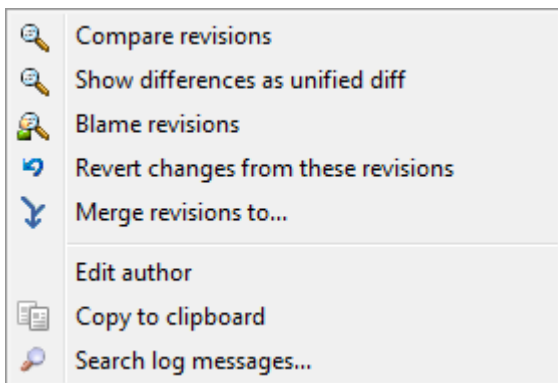 Compare revisions
Show differences as unified diff
Blame revisions
Revert changes from these revisions
Merge revisions to...
Edit author
Copy to clipboard
Search log messages...